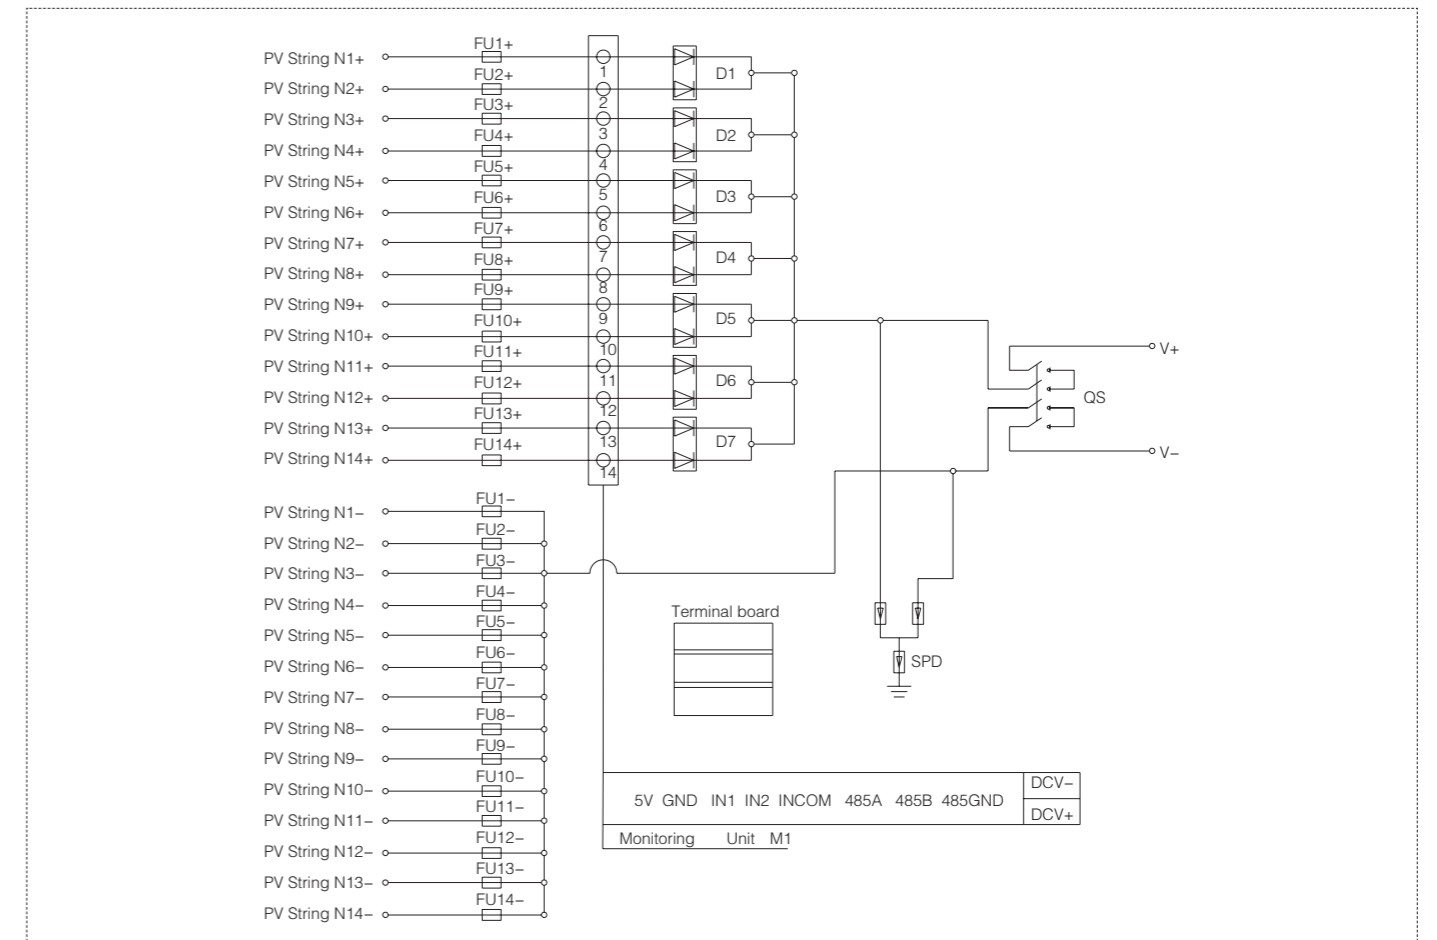 FU1+
PV String N1+
1
D1
FU2+
PV String N2+
2
FU3+
PV String N3+
3
D2
FU4+
PV String N4+
4
FU5+
PV String N5+
5
D3
FU6+
PV String N6+
6
FU7+
PV String N7+
7
D4
FU8+
PV String N8+
8
FU9+
PV String N9+
9
D5
FU10+
PV String N10+
10
FU11+
PV String N11+
11
D6
FU12+
PV String N12+
12
FU13+
PV String N13+
13
D7
FU14+
PV String N14+
14
V+
QS
V–
FU1–
PV String N1–
FU2–
PV String N2–
FU3–
PV String N3–
FU4–
PV String N4–
FU5–
PV String N5–
FU6–
PV String N6–
FU7–
PV String N7–
FU8–
PV String N8–
FU9–
PV String N9–
FU10–
PV String N10–
FU11–
PV String N11–
FU12–
PV String N12–
FU13–
PV String N13–
FU14–
PV String N14–
Terminal board
SPD
5V GND IN1 IN2 INCOM 485A 485B 485GND
DCV–
DCV+
Monitoring Unit M1